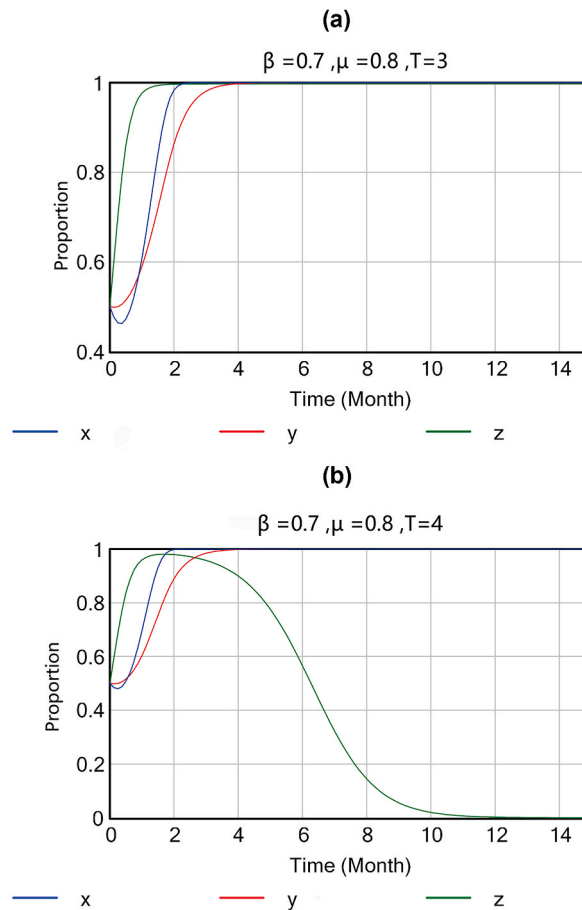 (a)
β =0.7 ,μ =0.8 ,T=3
1
0.8
0.6
0.4
Proportion
0 2 4 6 8 10 12 14
Time (Month)
x y z
(b)
β =0.7 ,μ =0.8 ,T=4
1
0.8
0.6
0.4
0.2
0
Proportion
0 2 4 6 8 10 12 14
Time (Month)
x y z